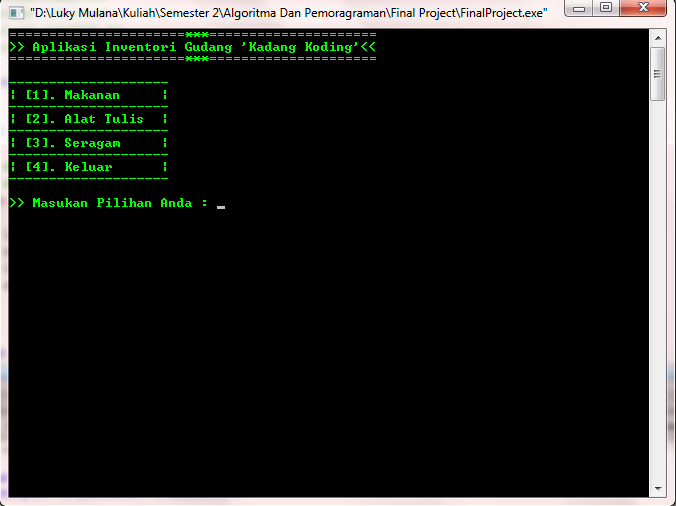 "D:\Luky Mulana\Kuliah\Semester 2\Algoritma Dan Pemoragraman\Final Project\FinalProject.exe"
======================***=====================
>> Aplikasi Inventori Gudang 'Kadang Koding'<<
======================***=====================
--------------------
¦ [1]. Makanan     ¦
--------------------
¦ [2]. Alat Tulis  ¦
--------------------
¦ [3]. Seragam     ¦
--------------------
¦ [4]. Keluar      ¦
--------------------
>> Masukan Pilihan Anda : _